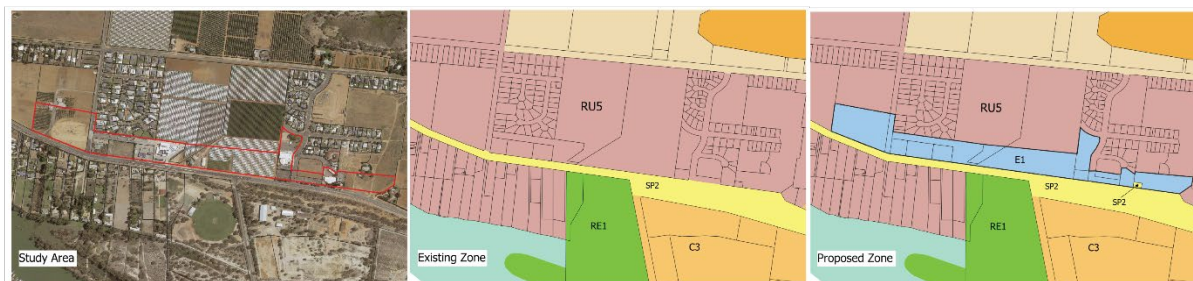 Study Area
RU5
SP2
RE1
C3
Existing Zone
RU5
E1
SP2
SP2
RE1
C3
Proposed Zone